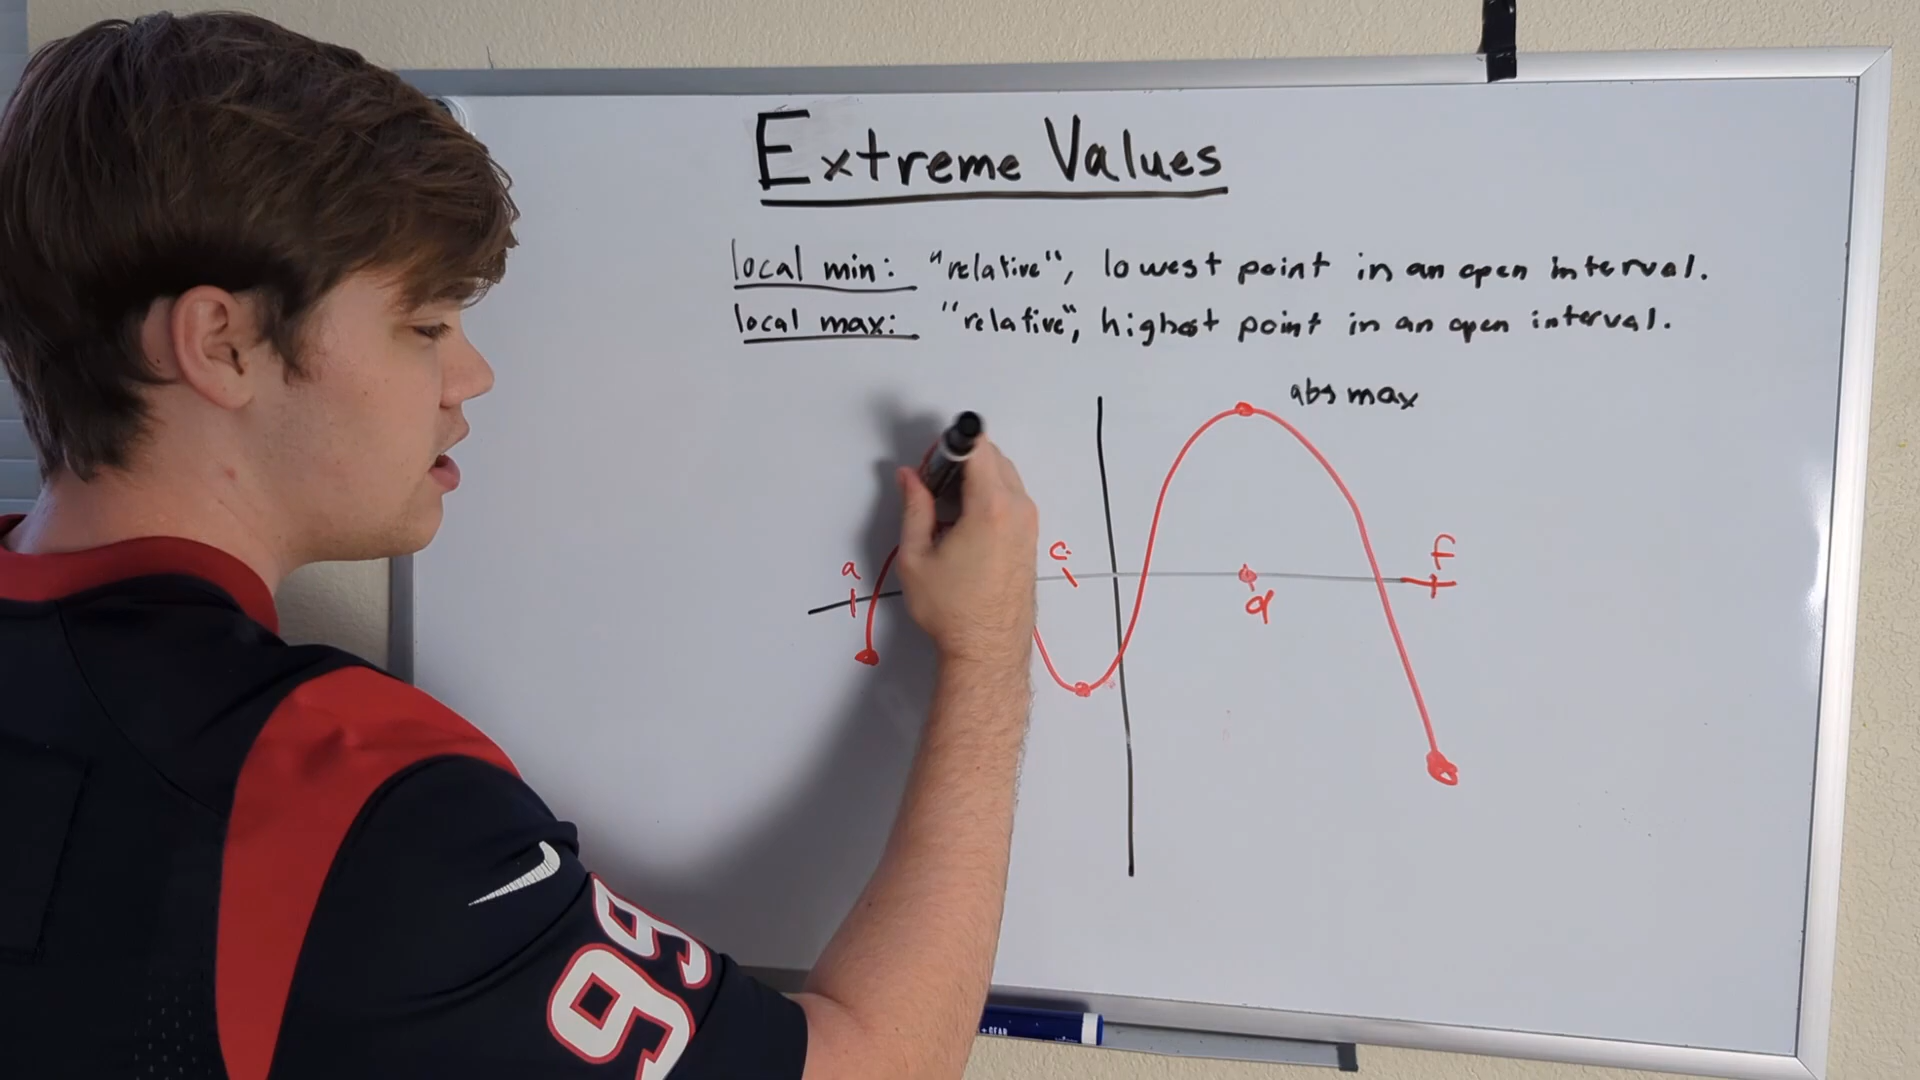 Extreme Values
local min: "relative", lowest point in an open interval.
local max: "relative", highest point in an open interval.
abs max
a
c
d
f
99
+ GEAR